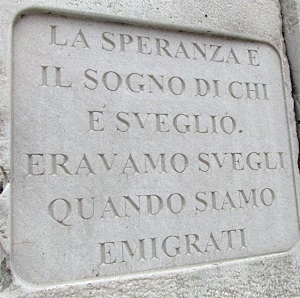 LA SPERANZA E
IL SOGNO DI CHI
E SVEGLIO.
ERAVAMO SVEGLI
QUANDO SIAMO
EMIGRATI